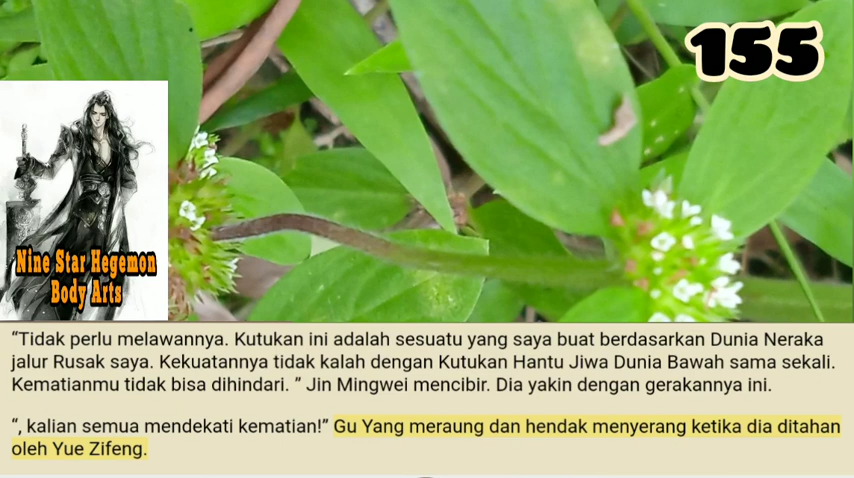 155
Nine Star Hegemon
Body Arts
“Tidak perlu melawannya. Kutukan ini adalah sesuatu yang saya buat berdasarkan Dunia Neraka
jalur Rusak saya. Kekuatannya tidak kalah dengan Kutukan Hantu Jiwa Dunia Bawah sama sekali.
Kematianmu tidak bisa dihindari. ” Jin Mingwei mencibir. Dia yakin dengan gerakannya ini.
“, kalian semua mendekati kematian!” Gu Yang meraung dan hendak menyerang ketika dia ditahan
oleh Yue Zifeng.